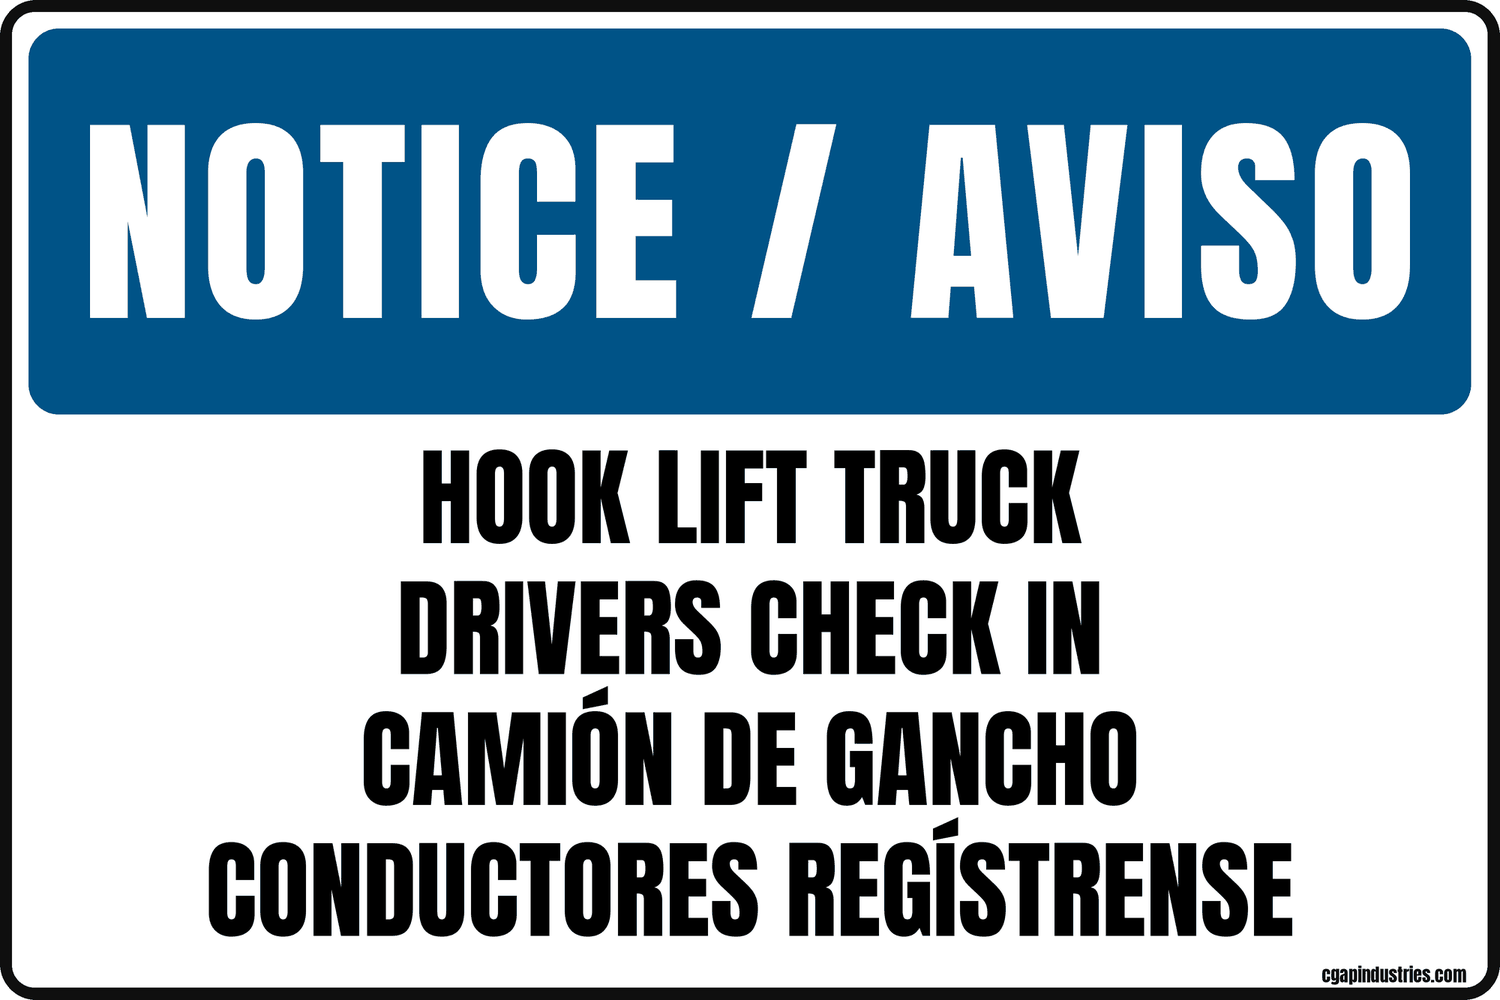 NOTICE / AVISO
HOOK LIFT TRUCK
DRIVERS CHECK IN
CAMIÓN DE GANCHO
CONDUCTORES REGÍSTRENSE
cgapindustries.com